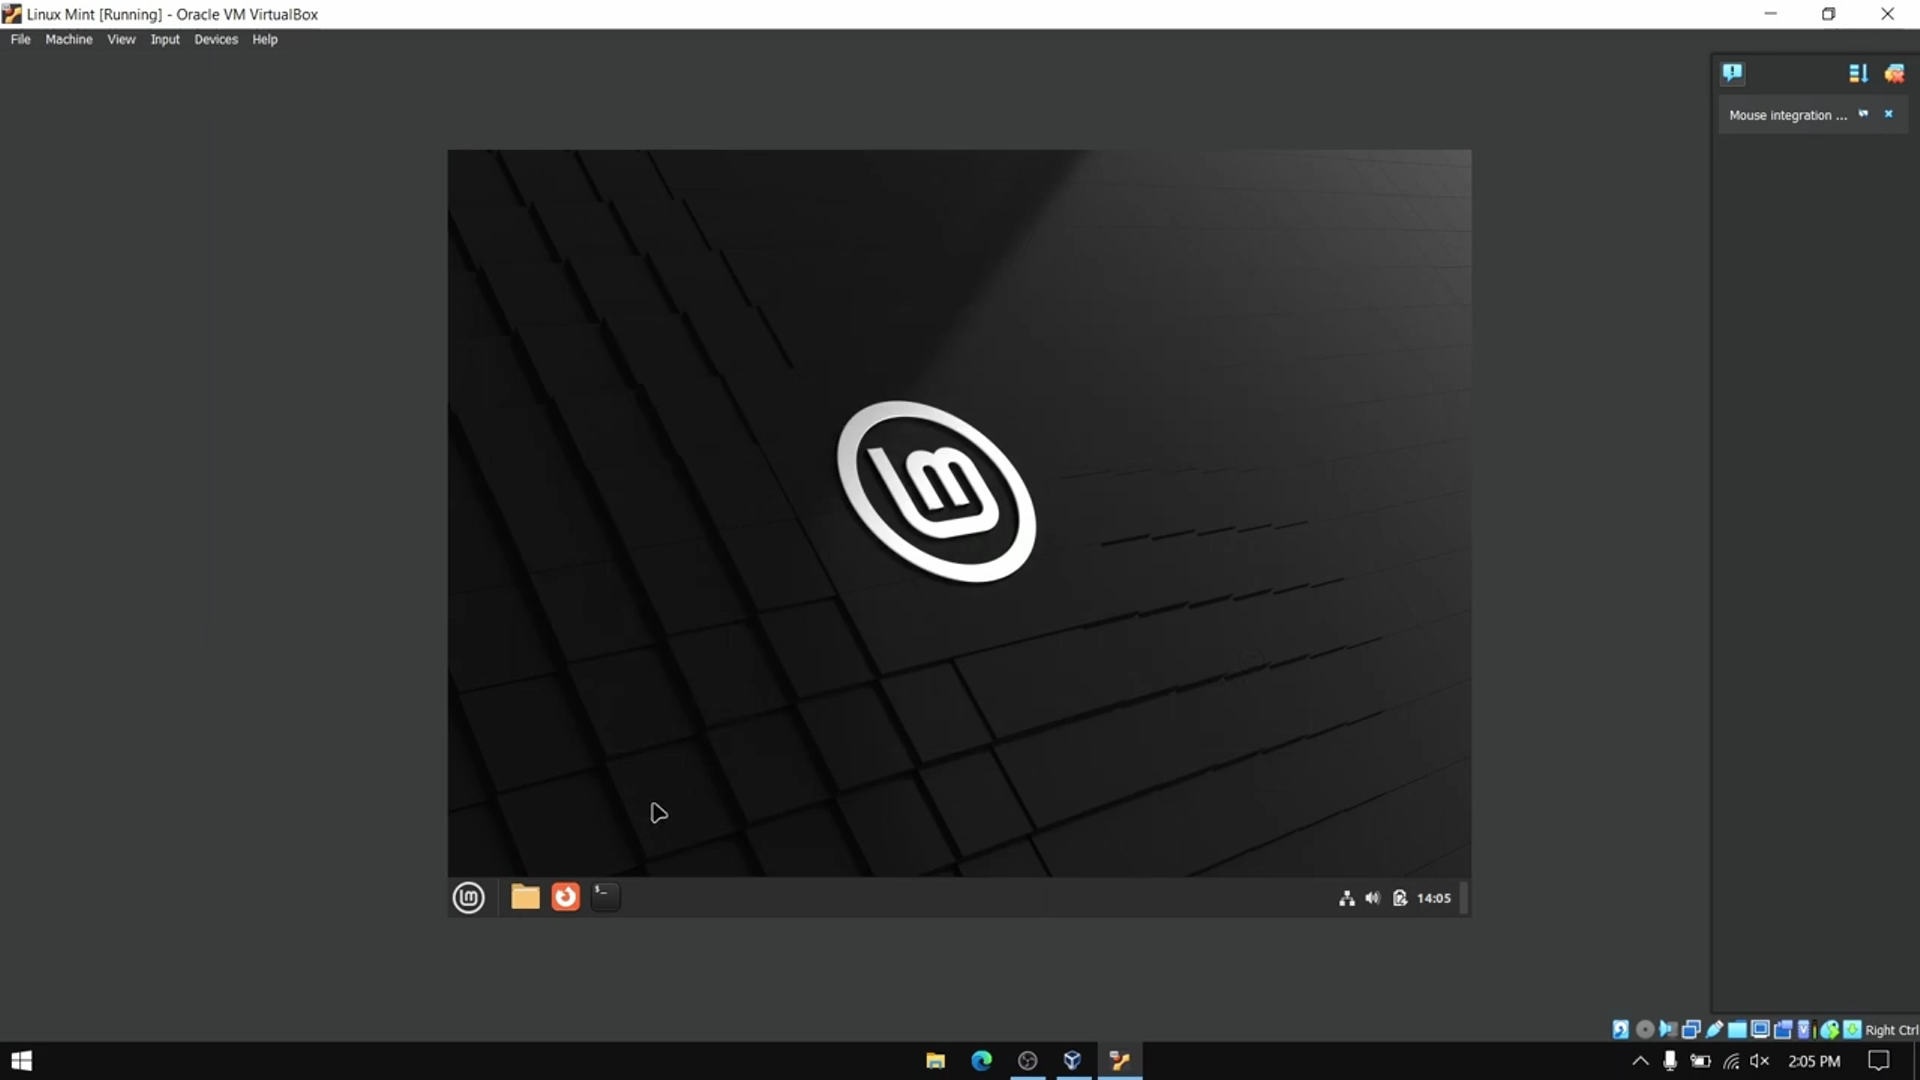 Linux Mint [Running] - Oracle VM VirtualBox
File Machine View Input Devices Help
Mouse integration ...
lm
$_
14:05
Right Ctrl
2:05 PM